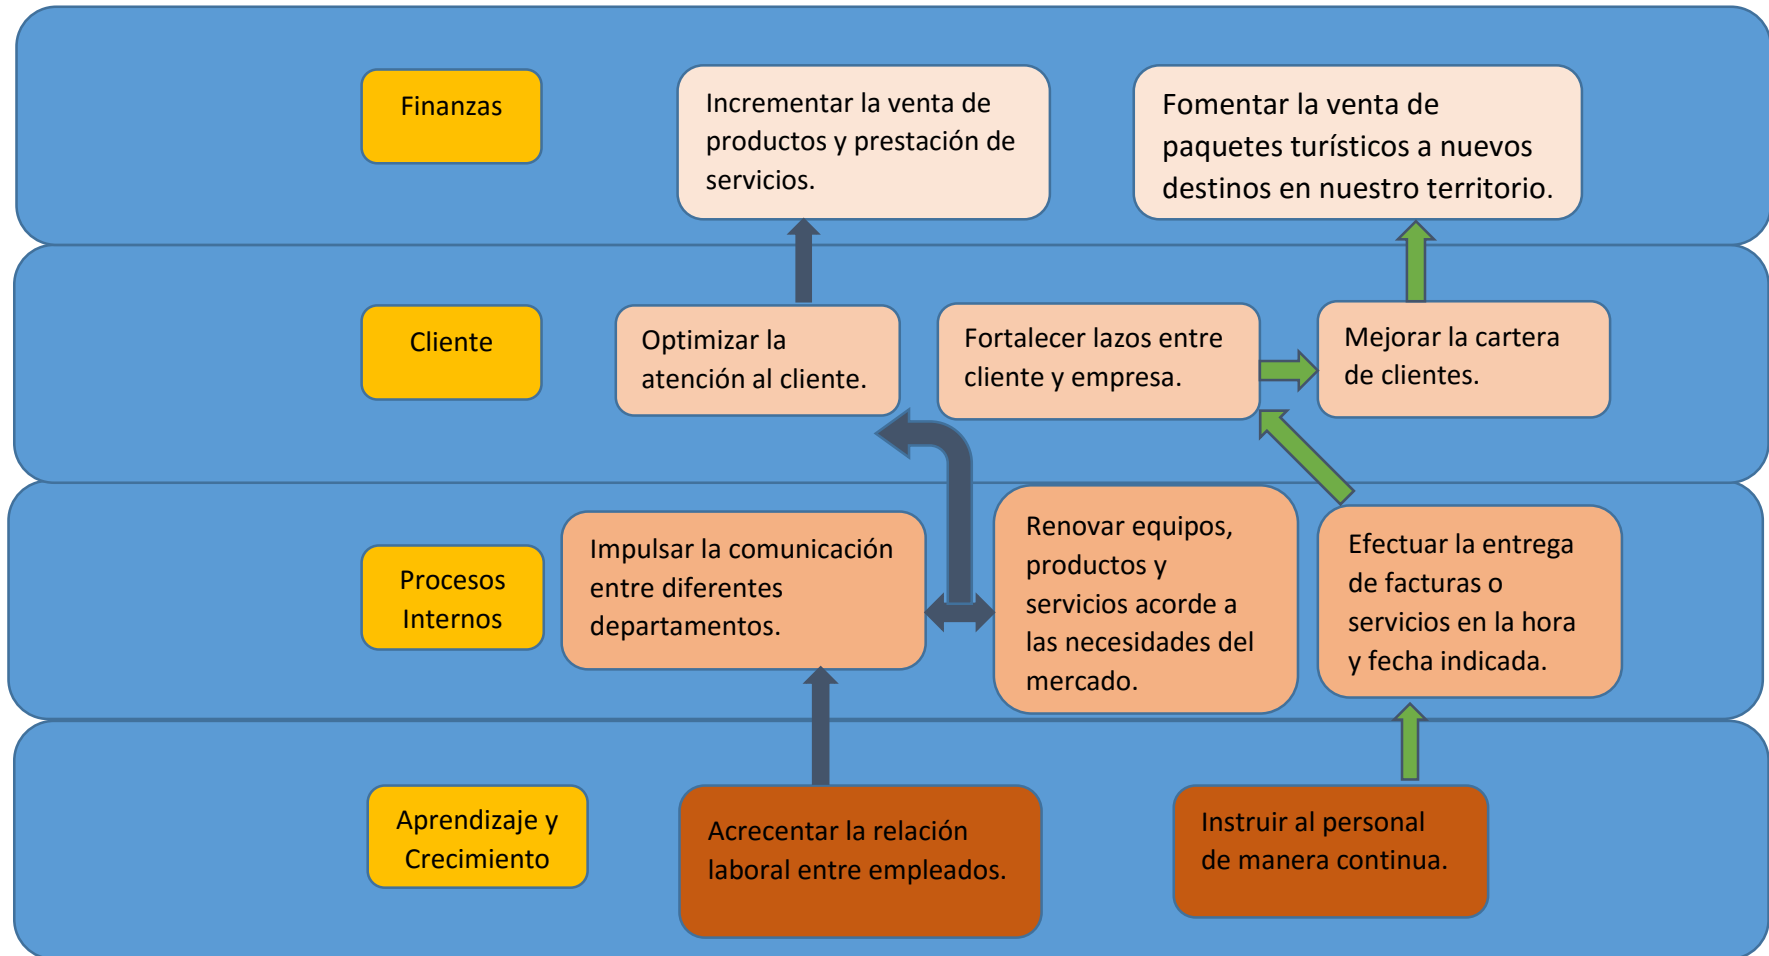 Finanzas
Incrementar la venta de
productos y prestación de
servicios.
Fomentar la venta de
paquetes turísticos a nuevos
destinos en nuestro territorio.
Cliente
Optimizar la
atención al cliente.
Fortalecer lazos entre
cliente y empresa.
Mejorar la cartera
de clientes.
Procesos
Internos
Impulsar la comunicación
entre diferentes
departamentos.
Renovar equipos,
productos y
servicios acorde a
las necesidades del
mercado.
Efectuar la entrega
de facturas o
servicios en la hora
y fecha indicada.
Aprendizaje y
Crecimiento
Acrecentar la relación
laboral entre empleados.
Instruir al personal
de manera continua.